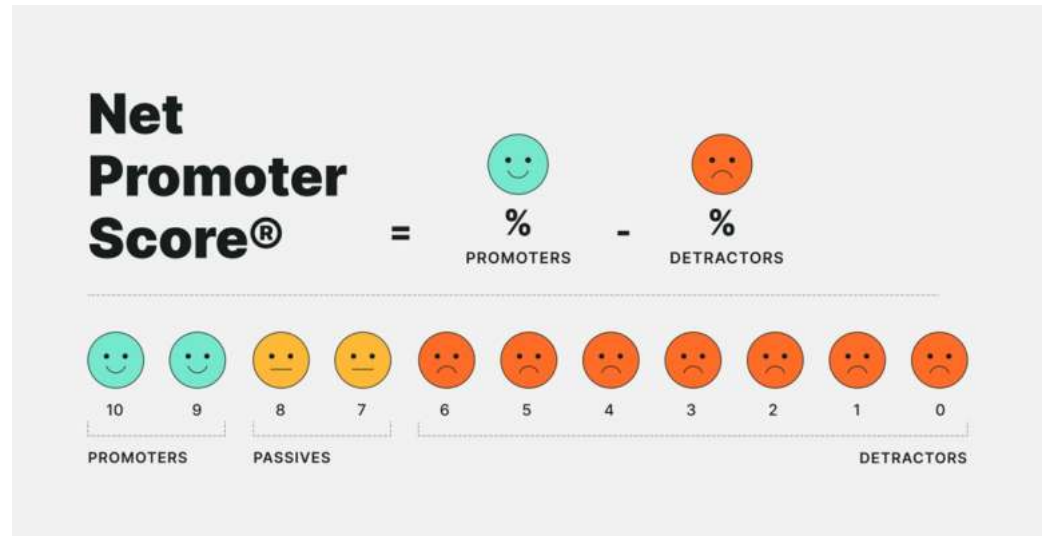 Net
Promoter
Score®
=
%
PROMOTERS
-
%
DETRACTORS
10 9 8 7 6 5 4 3 2 1 0
PROMOTERS PASSIVES DETRACTORS